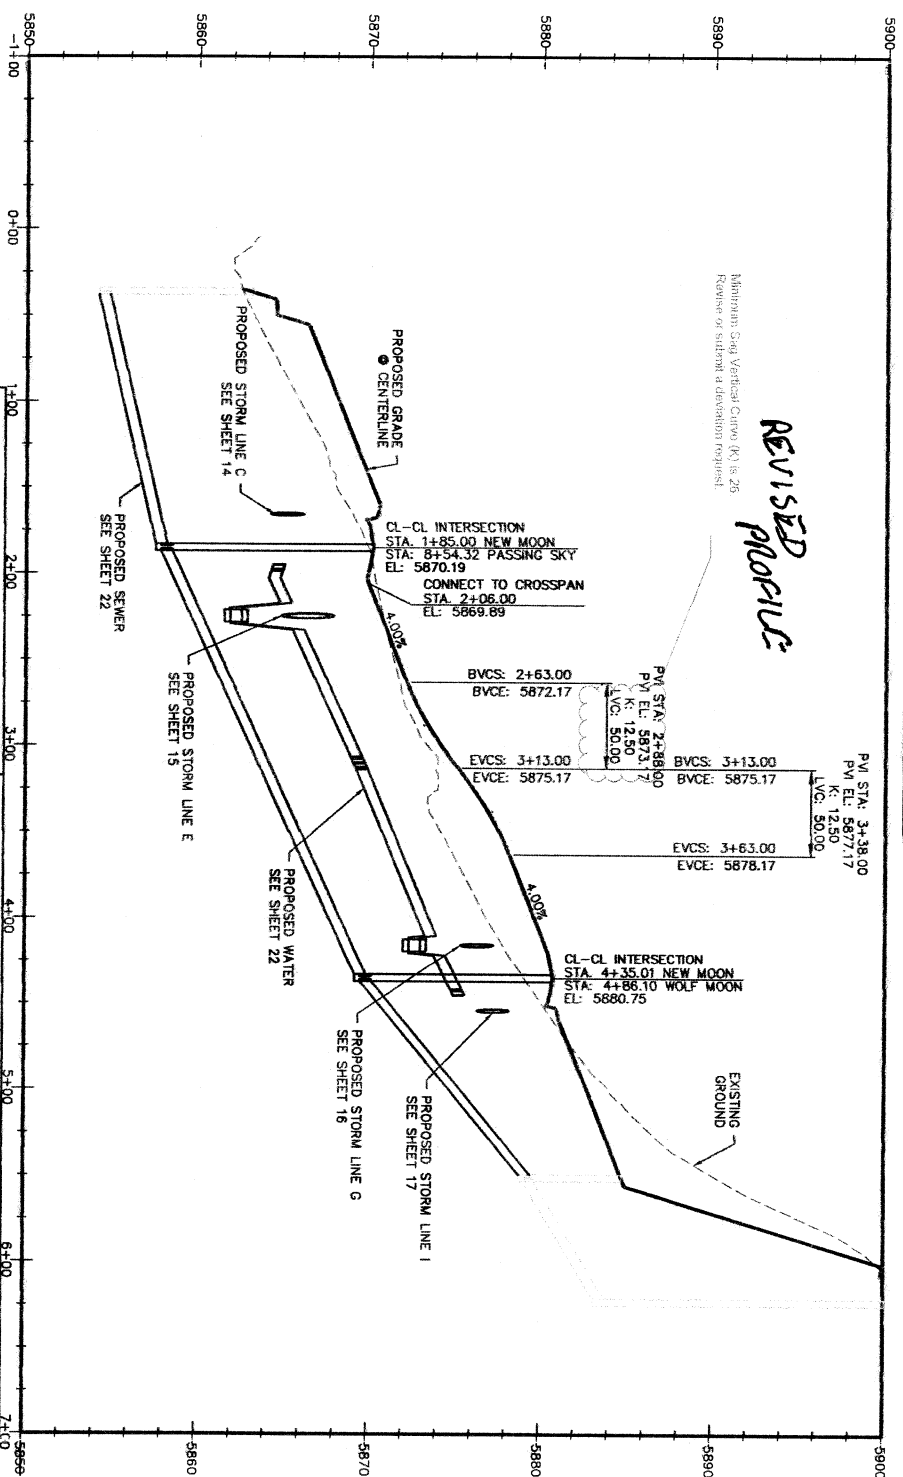 5900
5890
5880
5870
5860
5850
REVISED
PROFILE
Minimum Sag Vertical Curve (K) is 26.
Revise or submit a deviation request.
PVI STA: 3+38.00
PVI EL: 5877.17
K: 12.50
LVC: 50.00
PVI STA: 2+88.00
PVI EL: 5873.17
K: 12.50
LVC: 50.00
BVCS: 2+63.00
BVCE: 5872.17
EVCS: 3+13.00
EVCE: 5875.17
BVCS: 3+13.00
BVCE: 5875.17
EVCS: 3+63.00
EVCE: 5878.17
CL-CL INTERSECTION
STA. 1+85.00 NEW MOON
STA: 8+54.32 PASSING SKY
EL: 5870.19
CONNECT TO CROSSPAN
STA. 2+06.00
EL: 5869.89
4.00%
4.00%
CL-CL INTERSECTION
STA. 4+35.01 NEW MOON
STA: 4+86.10 WOLF MOON
EL: 5880.75
PROPOSED GRADE
@ CENTERLINE
EXISTING
GROUND
PROPOSED STORM LINE C
SEE SHEET 14
PROPOSED SEWER
SEE SHEET 22
PROPOSED STORM LINE E
SEE SHEET 15
PROPOSED WATER
SEE SHEET 22
PROPOSED STORM LINE G
SEE SHEET 16
PROPOSED STORM LINE I
SEE SHEET 17
5900
5890
5880
5870
5860
5850
-1+00
0+00
1+00
2+00
3+00
4+00
5+00
6+00
7+00